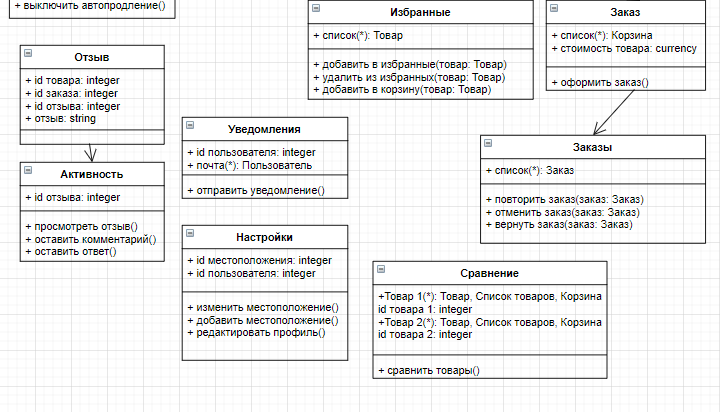 + выключить автопродление()
Отзыв
+ id товара: integer
+ id заказа: integer
+ id отзыва: integer
+ отзыв: string
Активность
+ id отзыва: integer
+ просмотреть отзыв()
+ оставить комментарий()
+ оставить ответ()
Уведомления
+ id пользователя: integer
+ почта(*): Пользователь
+ отправить уведомление()
Настройки
+ id местоположения: integer
+ id пользователя: integer
+ изменить местоположение()
+ добавить местоположение()
+ редактировать профиль()
Избранные
+ список(*): Товар
+ добавить в избранные(товар: Товар)
+ удалить из избранных(товар: Товар)
+ добавить в корзину(товар: Товар)
Заказ
+ список(*): Корзина
+ стоимость товара: currency
+ оформить заказ()
Заказы
+ список(*): Заказ
+ повторить заказ(заказ: Заказ)
+ отменить заказ(заказ: Заказ)
+ вернуть заказ(заказ: Заказ)
Сравнение
+Товар 1(*): Товар, Список товаров, Корзина
id товара 1: integer
+Товар 2(*): Товар, Список товаров, Корзина
id товара 2: integer
+ сравнить товары()